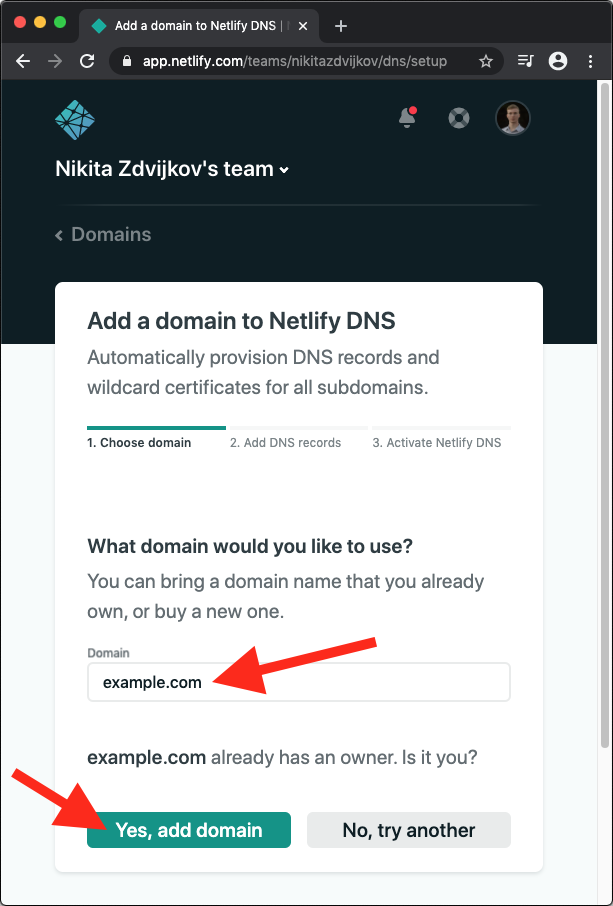 Add a domain to Netlify DNS |
app.netlify.com/teams/nikitazdvijkov/dns/setup
Nikita Zdvijkov's team
Domains
Add a domain to Netlify DNS
Automatically provision DNS records and
wildcard certificates for all subdomains.
1. Choose domain
2. Add DNS records
3. Activate Netlify DNS
What domain would you like to use?
You can bring a domain name that you already
own, or buy a new one.
Domain
example.com
example.com already has an owner. Is it you?
Yes, add domain
No, try another